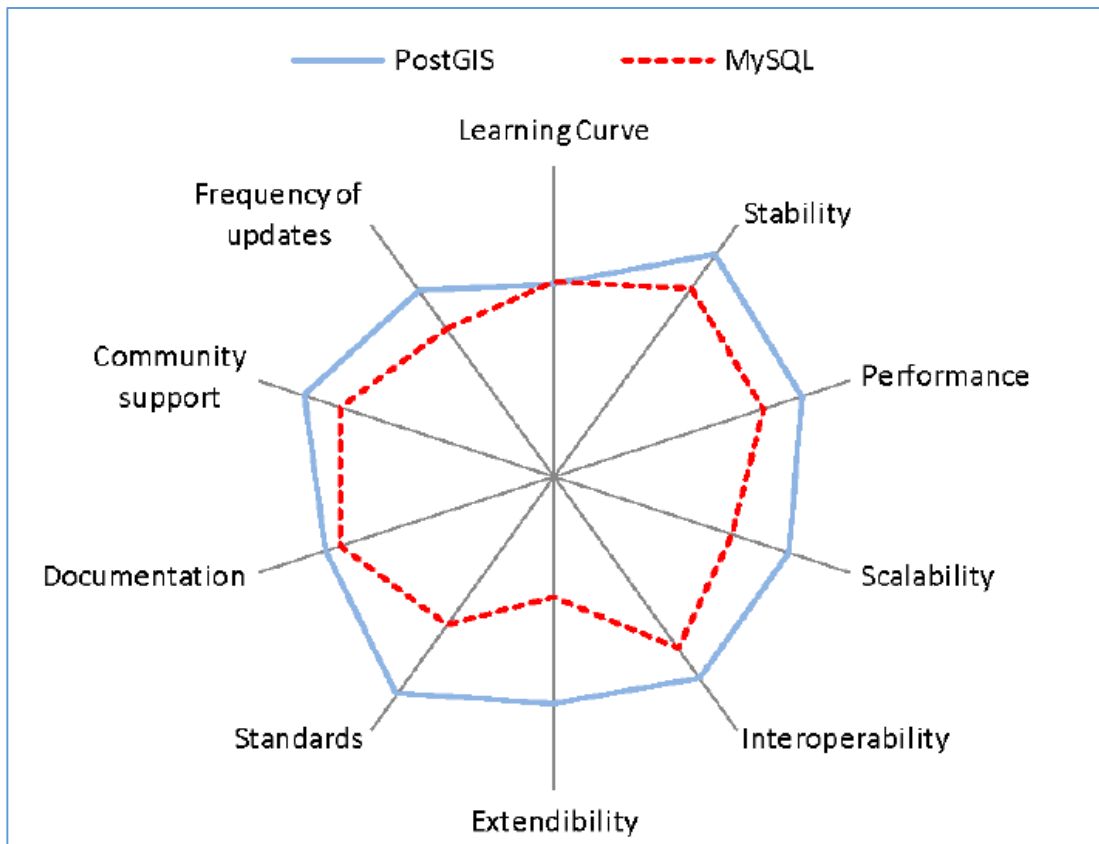 PostGIS
MySQL
Learning Curve
Frequency of
updates
Stability
Community
support
Performance
Documentation
Scalability
Standards
Interoperability
Extendibility